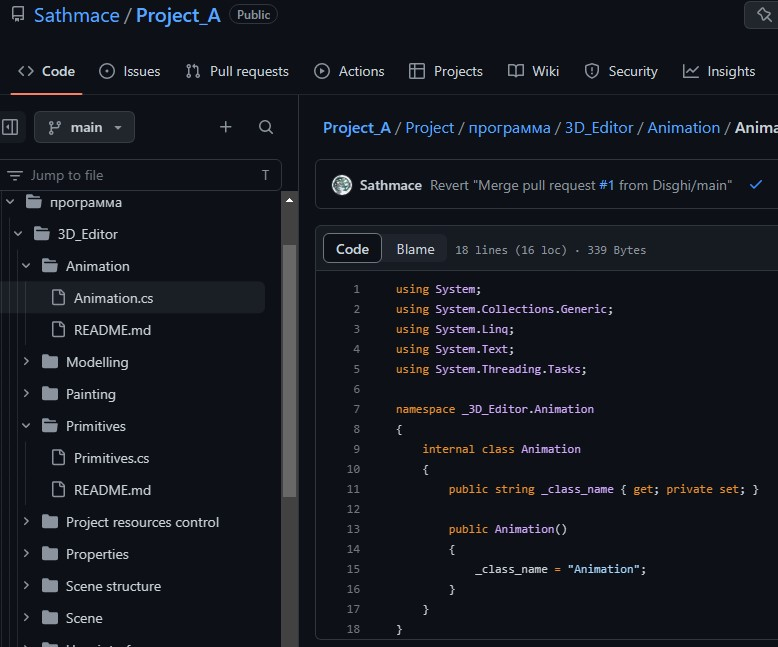 Sathmace / Project_A Public
Code Issues Pull requests Actions Projects Wiki Security Insights
main
Project_A / Project / программа / 3D_Editor / Animation /
Jump to file T
программа
3D_Editor
Animation
Animation.cs
README.md
Modelling
Painting
Primitives
Primitives.cs
README.md
Project resources control
Properties
Scene structure
Scene
Sathmace Revert "Merge pull request #1 from Disghi/main"
Code Blame 18 lines (16 loc) · 339 Bytes
1 using System;
2 using System.Collections.Generic;
3 using System.Linq;
4 using System.Text;
5 using System.Threading.Tasks;
6
7 namespace _3D_Editor.Animation
8 {
9 internal class Animation
10 {
11 public string _class_name { get; private set; }
12
13 public Animation()
14 {
15 _class_name = "Animation";
16 }
17 }
18 }